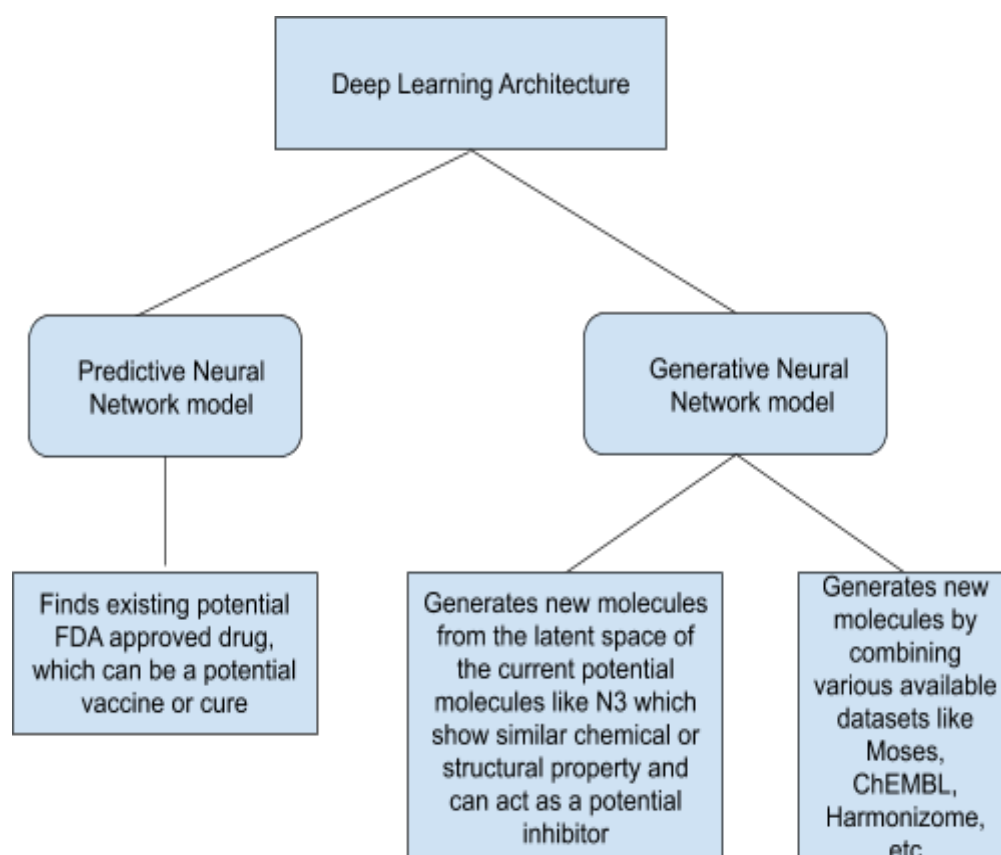 Deep Learning Architecture
Predictive Neural
Network model
Generative Neural
Network model
Finds existing potential
FDA approved drug,
which can be a potential
vaccine or cure
Generates new molecules
from the latent space of
the current potential
molecules like N3 which
show similar chemical or
structural property and
can act as a potential
inhibitor
Generates new
molecules by
combining
various available
datasets like
Moses,
ChEMBL,
Harmonizome,
etc